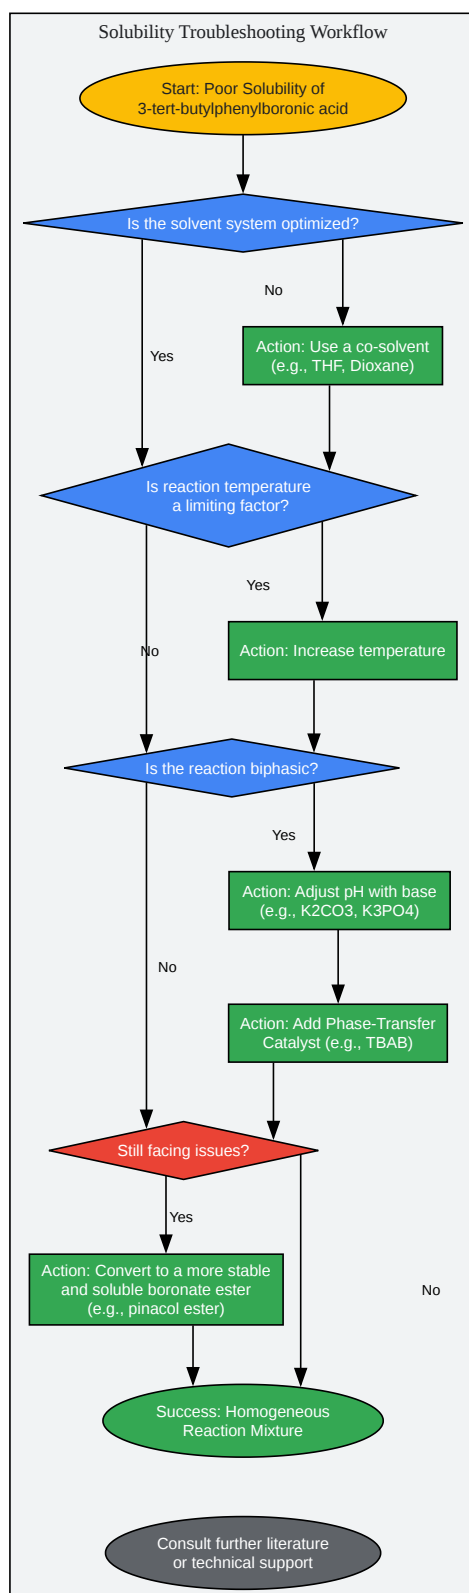 Solubility Troubleshooting Workflow
Start: Poor Solubility of
3-tert-butylphenylboronic acid
Is the solvent system optimized?
No
Yes
Action: Use a co-solvent
(e.g., THF, Dioxane)
Is reaction temperature
a limiting factor?
Yes
No
Action: Increase temperature
Is the reaction biphasic?
Yes
Action: Adjust pH with base
(e.g., K2CO3, K3PO4)
No
Action: Add Phase-Transfer
Catalyst (e.g., TBAB)
Still facing issues?
Yes
Action: Convert to a more stable
and soluble boronate ester
(e.g., pinacol ester)
No
Success: Homogeneous
Reaction Mixture
Consult further literature
or technical support